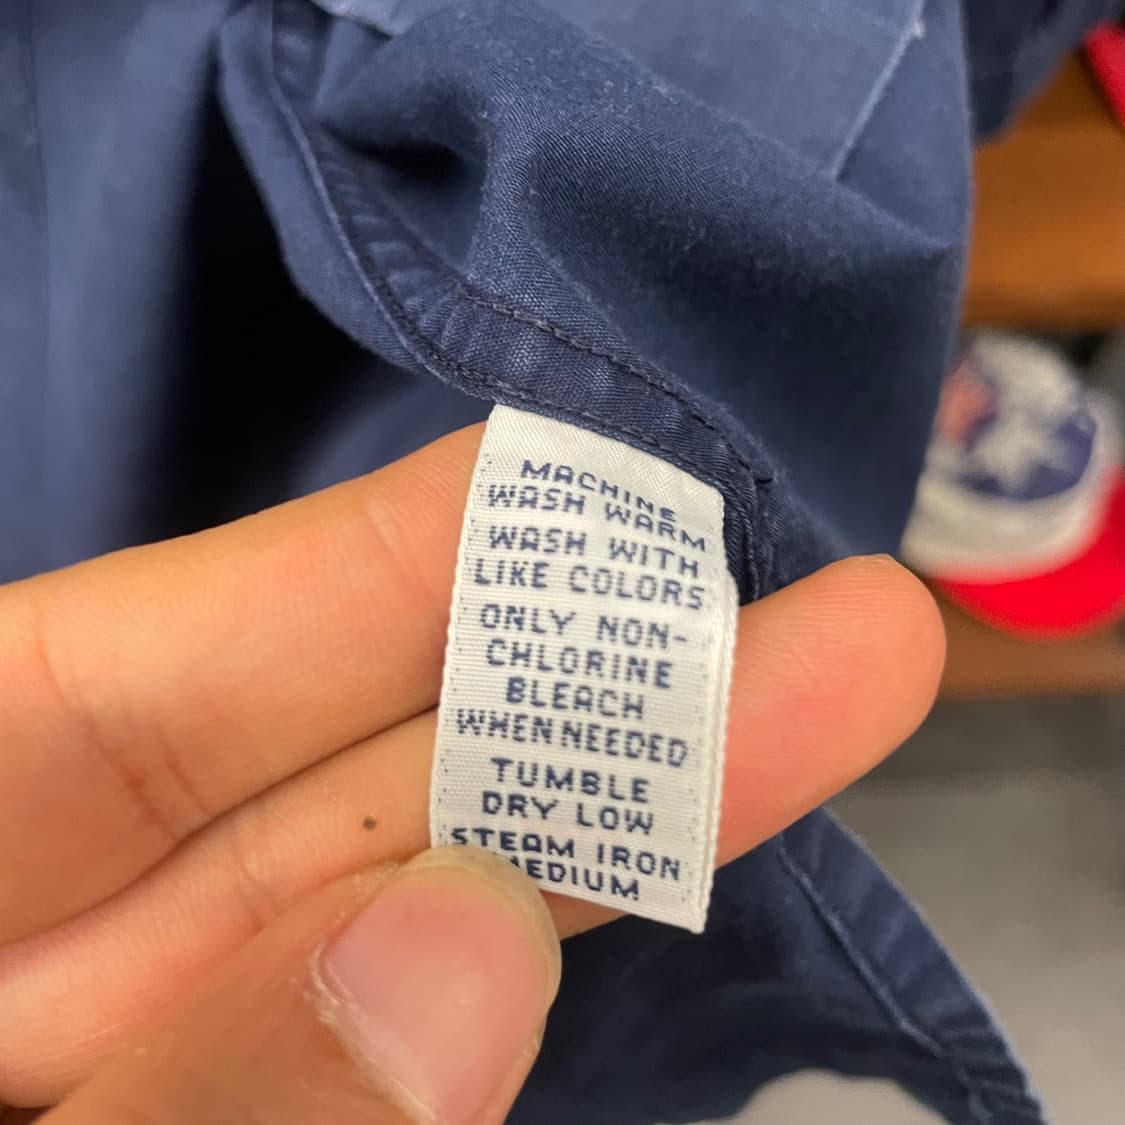 MACHINE
WASH WARM
WASH WITH
LIKE COLORS
ONLY NON-
CHLORINE
BLEACH
WHEN NEEDED
TUMBLE
DRY LOW
STEAM IRON
MEDIUM